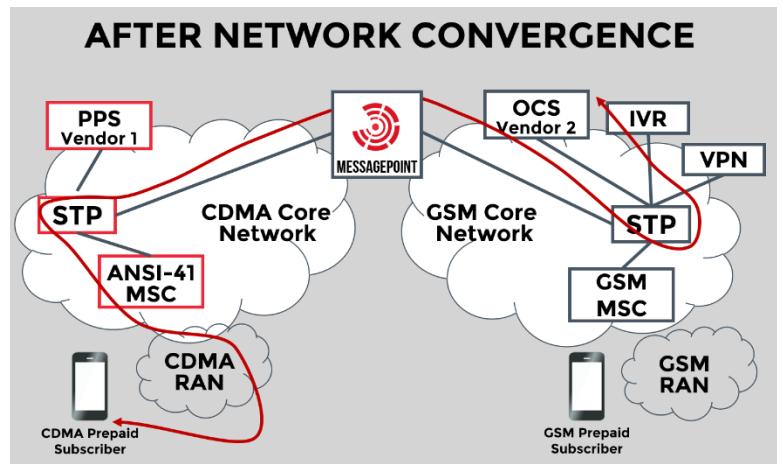 AFTER NETWORK CONVERGENCE
PPS
Vendor 1
MESSAGEPOINT
OCS
Vendor 2
IVR
VPN
STP
CDMA Core
Network
GSM Core
Network
STP
ANSI-41
MSC
GSM
MSC
CDMA
RAN
GSM
RAN
CDMA Prepaid
Subscriber
GSM Prepaid
Subscriber